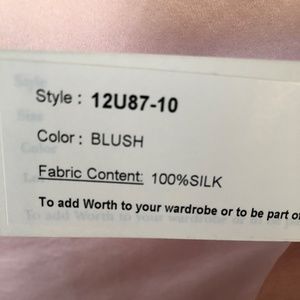 Style : 12U87-10
Color : BLUSH
Fabric Content: 100%SILK
To add Worth to your wardrobe or to be part of